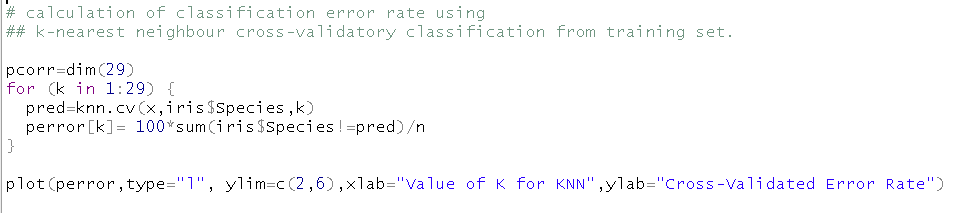 # calculation of classification error rate using
## k-nearest neighbour cross-validatory classification from training set.
pcorr=dim(29)
for (k in 1:29) {
pred=knn.cv(x,iris$Species,k)
perror[k]= 100*sum(iris$Species!=pred)/n
}
plot(perror,type="l", ylim=c(2,6),xlab="Value of K for KNN",ylab="Cross-Validated Error Rate")